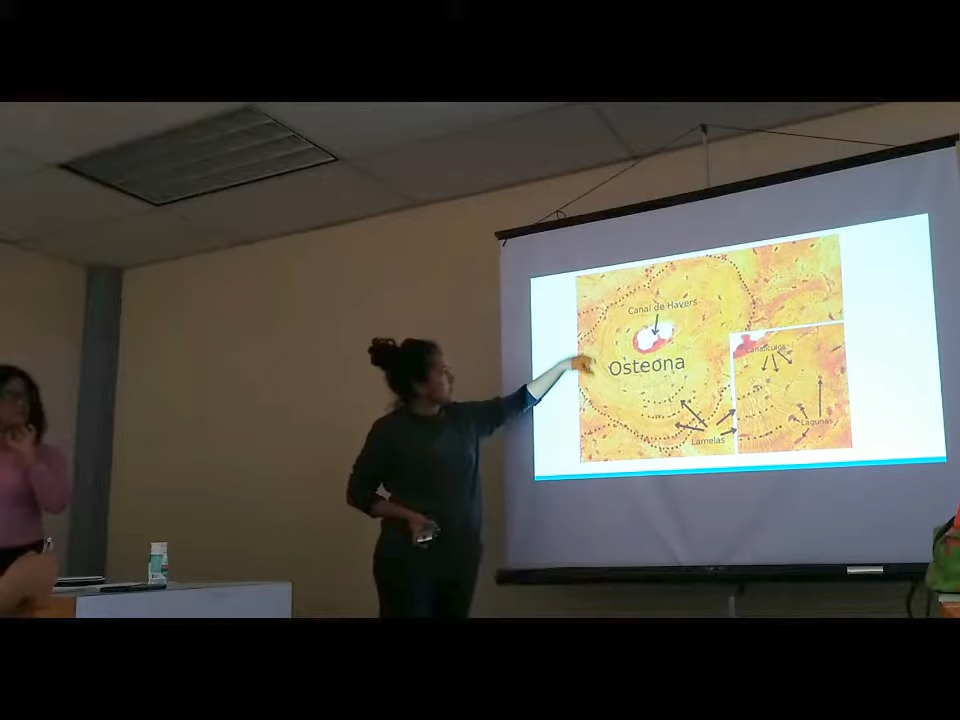 Canal de Havers
Canalículos
Osteona
Lagunas
Lamelas